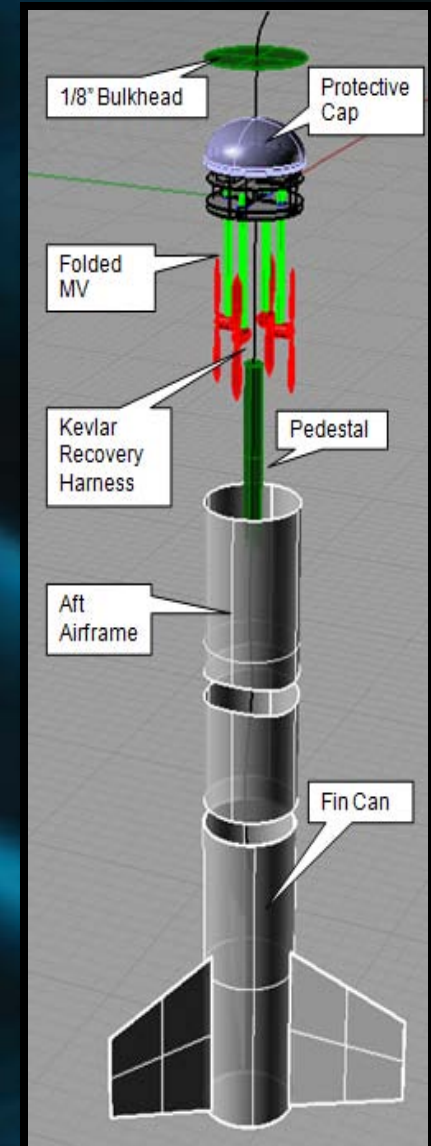 1/8" Bulkhead
Protective
Cap
Folded
MV
Kevlar
Recovery
Harness
Pedestal
Aft
Airframe
Fin Can